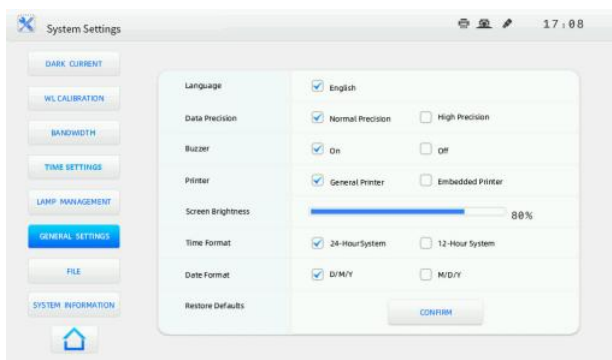 System Settings 17:08
DARK CURRENT
WL CALIBRATION
BANDWIDTH
TIME SETTINGS
LAMP MANAGEMENT
GENERAL SETTINGS
FILE
SYSTEM INFORMATION
Language English
Data Precision Normal Precision High Precision
Buzzer On Off
Printer General Printer Embedded Printer
Screen Brightness 80%
Time Format 24-HourSystem 12-Hour System
Date Format D/M/Y M/D/Y
Restore Defaults CONFIRM